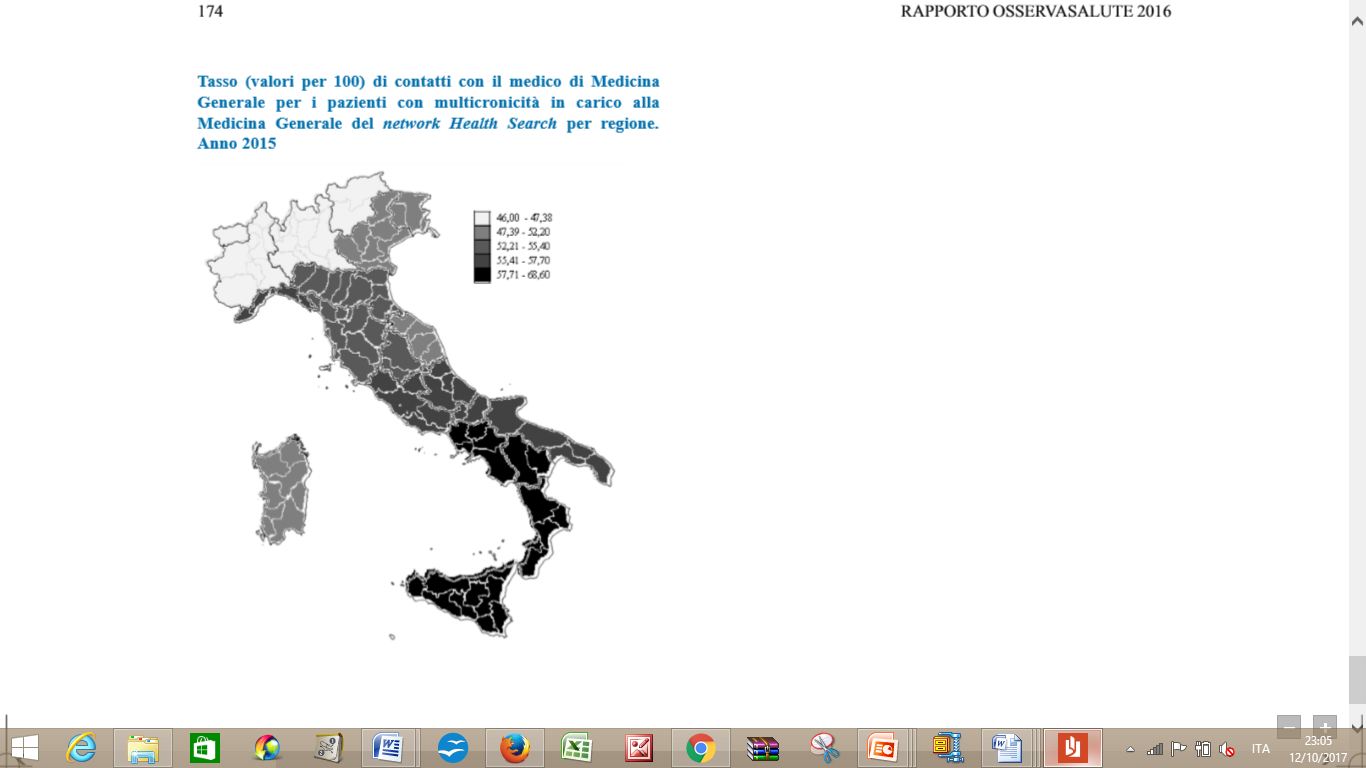 174
RAPPORTO OSSERVASALUTE 2016
Tasso (valori per 100) di contatti con il medico di Medicina
Generale per i pazienti con multicronicità in carico alla
Medicina Generale del network Health Search per regione.
Anno 2015
46,00 - 47,38
47,39 - 52,20
52,21 - 55,40
55,41 - 57,70
57,71 - 68,60
ITA
23:05
12/10/2017